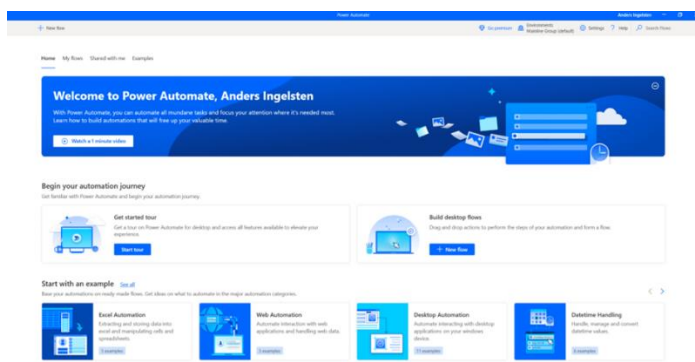 Power Automate
Anders Ingelsten
+ New flow
Go premium
Environments
(default)
Settings
? Help
Search Flows
Home My flows Shared with me Examples
Welcome to Power Automate, Anders Ingelsten
With Power Automate, you can automate all mundane tasks and focus your attention where it's needed most.
Learn how to build automations that will free up your valuable time.
Watch a 1 minute video
Begin your automation journey
Get familiar with Power Automate and begin your automation journey.
Get started tour
Get a tour on Power Automate for desktop and access all features available to elevate your
experience.
Start tour
Build desktop flows
Drag and drop actions to perform the steps of your automation and form a flow.
+ New flow
Start with an example See all
Base your automations on ready-made flows. Get ideas on what to automate in the major automation categories.
Excel Automation
Extracting and storing data into
excel and manipulating cells and
spreadsheets.
5 examples
Web Automation
Automate interaction with web
applications and handling web data.
5 examples
Desktop Automation
Automate interacting with desktop
applications on your windows
device.
11 examples
Datetime Handling
Handle, manage and convert
datetime values.